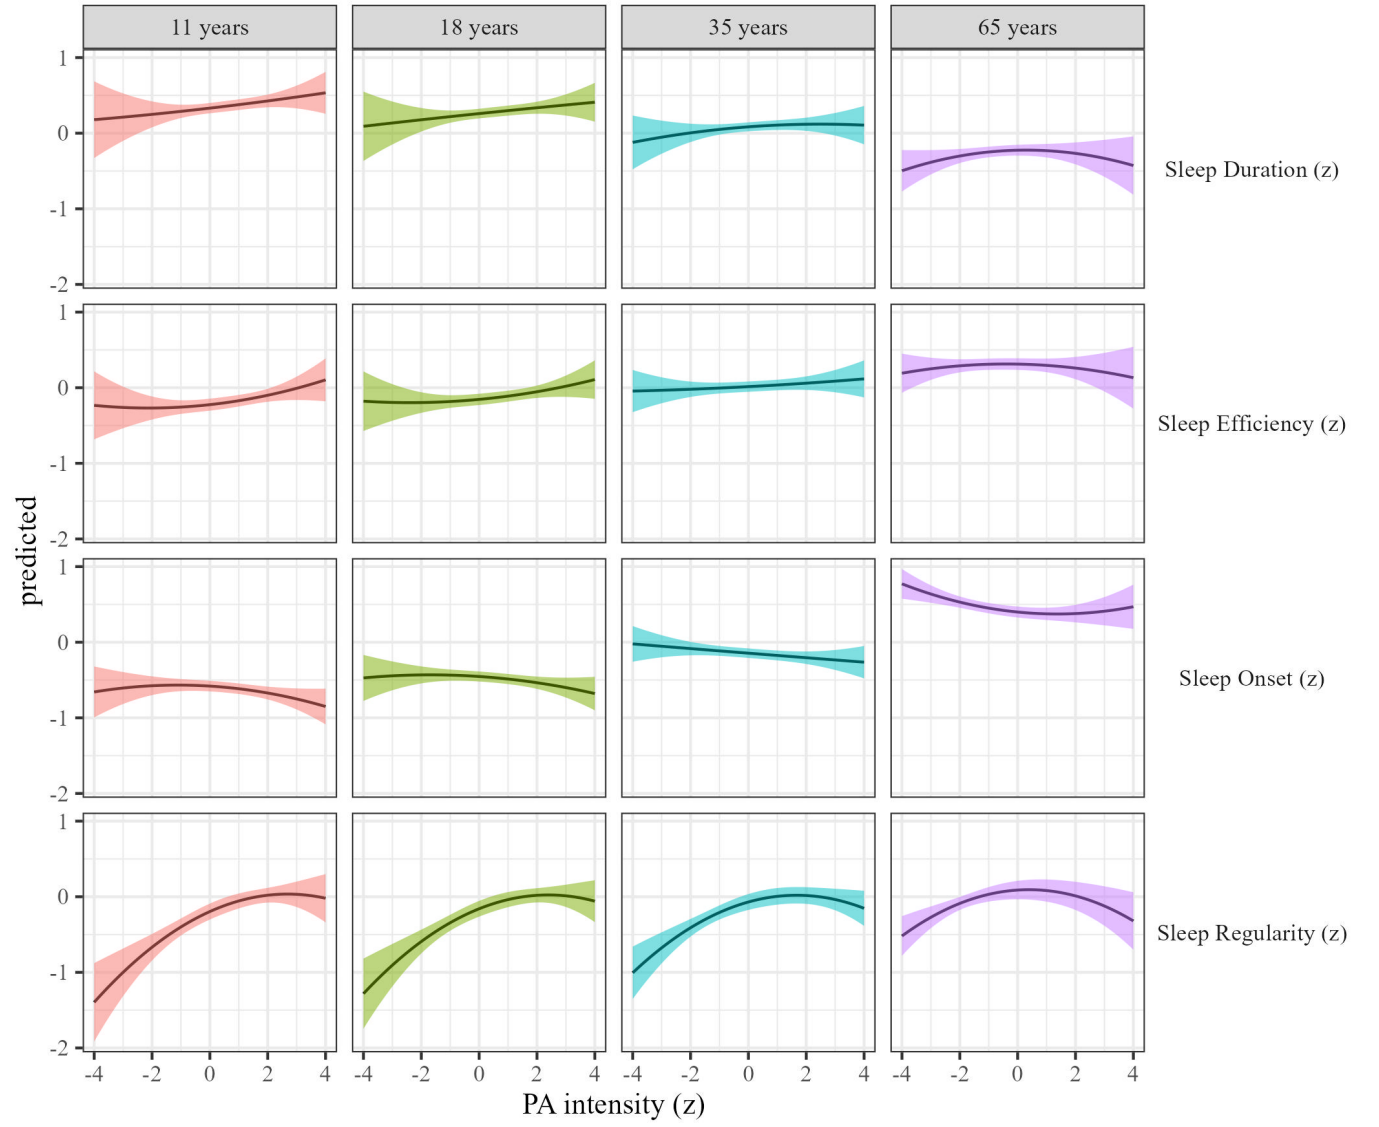 11 years 18 years 35 years 65 years
1
0
-1
-2
Sleep Duration (z)
1
0
-1
-2
Sleep Efficiency (z)
predicted
1
0
-1
-2
Sleep Onset (z)
1
0
-1
-2
Sleep Regularity (z)
-4 -2 0 2 4 -4 -2 0 2 4 -4 -2 0 2 4 -4 -2 0 2 4
PA intensity (z)